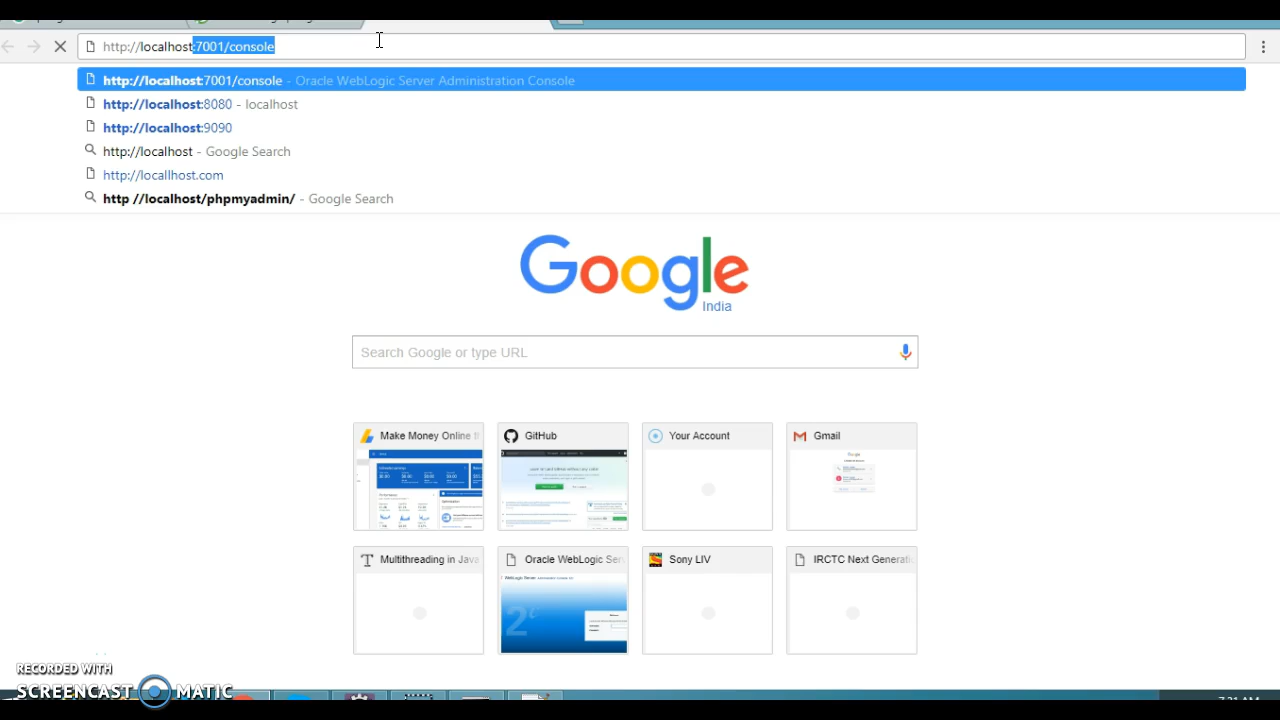 http://localhost:7001/console
http://localhost:7001/console - Oracle WebLogic Server Administration Console
http://localhost:8080 - localhost
http://localhost:9090
http://localhost - Google Search
http://locallhost.com
http //localhost/phpmyadmin/ - Google Search
Google
India
Search Google or type URL
Make Money Online
GitHub
Your Account
Gmail
Multithreading in Java
Oracle WebLogic Ser
Sony LIV
IRCTC Next Generati
RECORDED WITH
SCREENCAST MATIC